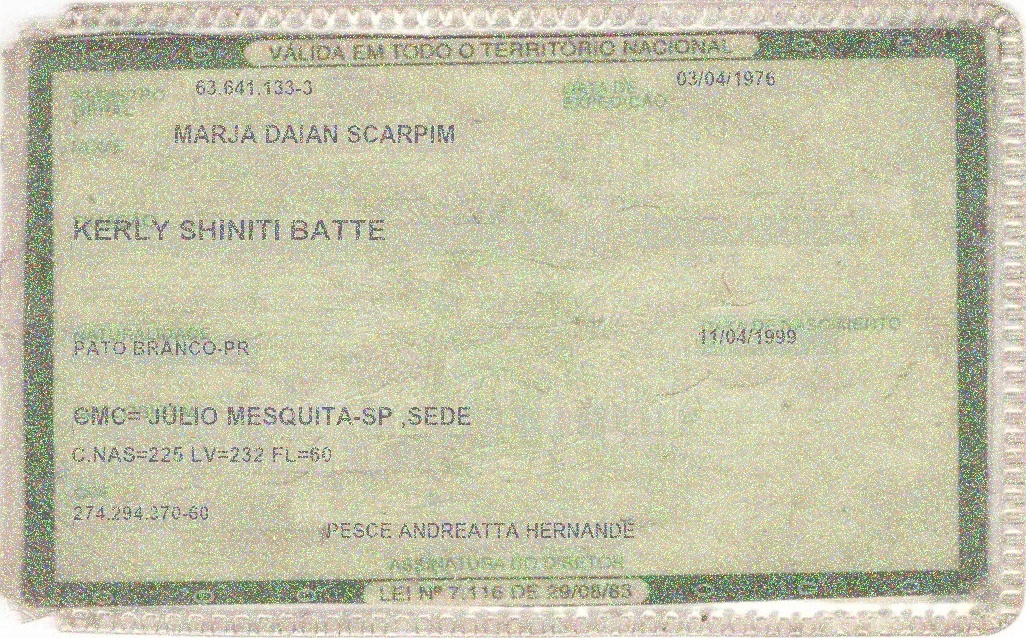 VÁLIDA EM TODO O TERRITÓRIO NACIONAL
REGISTRO GERAL 63.641.133-3 DATA DE EXPEDIÇÃO 03/04/1976
NOME MARJA DAIAN SCARPIM
KERLY SHINITI BATTE
NATURALIDADE DATA DE NASCIMENTO
PATO BRANCO-PR 11/04/1999
CMC= JÚLIO MESQUITA-SP ,SEDE
C.NAS=225 LV=232 FL=60
CPF
274.294.370-60
PESCE ANDREATTA HERNANDE
ASSINATURA DO DIRETOR
LEI Nº 7.116 DE 29/08/83